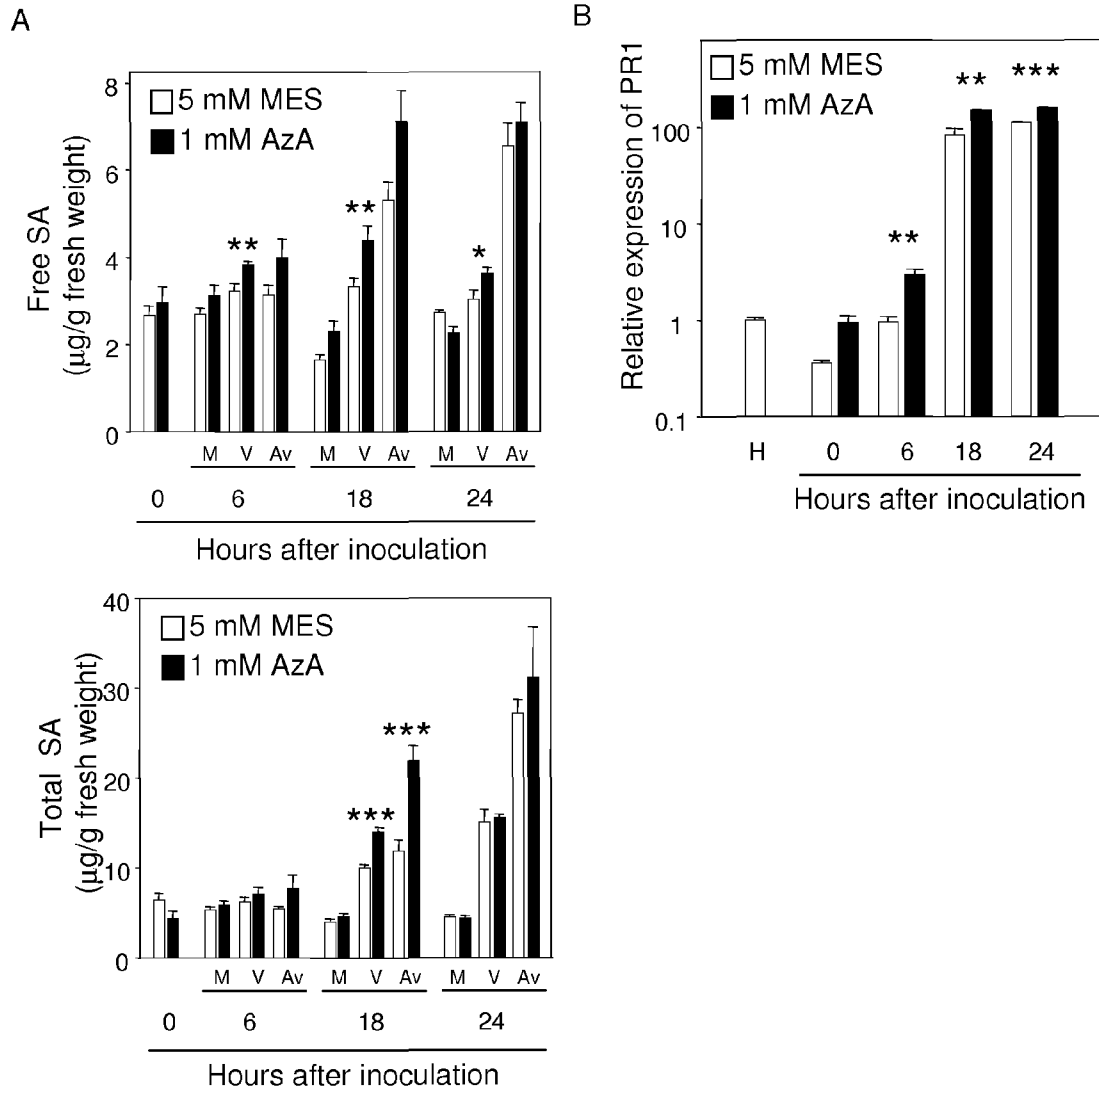 A
Free SA
(µg/g fresh weight)
8
6
4
2
0
5 mM MES
1 mM AzA
**
**
*
M V Av M V Av M V Av
0 6 18 24
Hours after inoculation
B
Relative expression of PR1
100
10
1
0.1
5 mM MES
1 mM AzA
**
**
***
H 0 6 18 24
Hours after inoculation
Total SA
(µg/g fresh weight)
40
30
20
10
0
5 mM MES
1 mM AzA
***
***
M V Av M V Av M V Av
0 6 18 24
Hours after inoculation